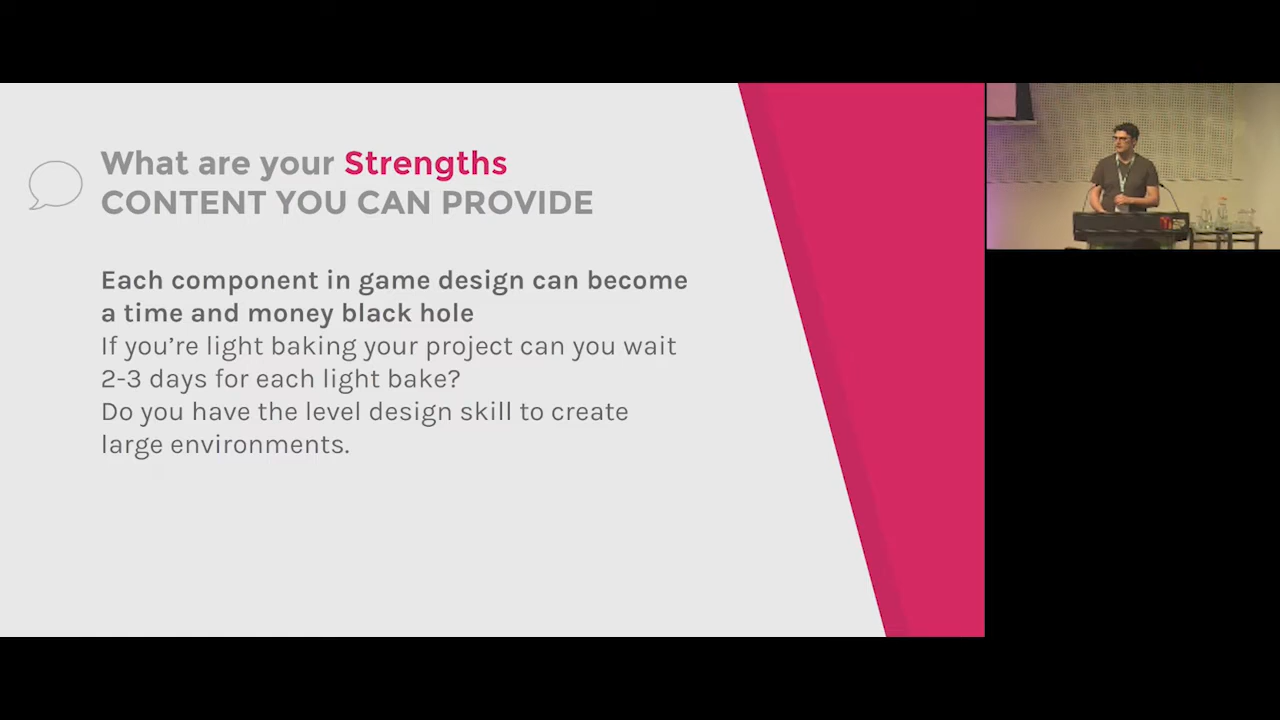 What are your Strengths
CONTENT YOU CAN PROVIDE
Each component in game design can become
a time and money black hole
If you’re light baking your project can you wait
2-3 days for each light bake?
Do you have the level design skill to create
large environments.